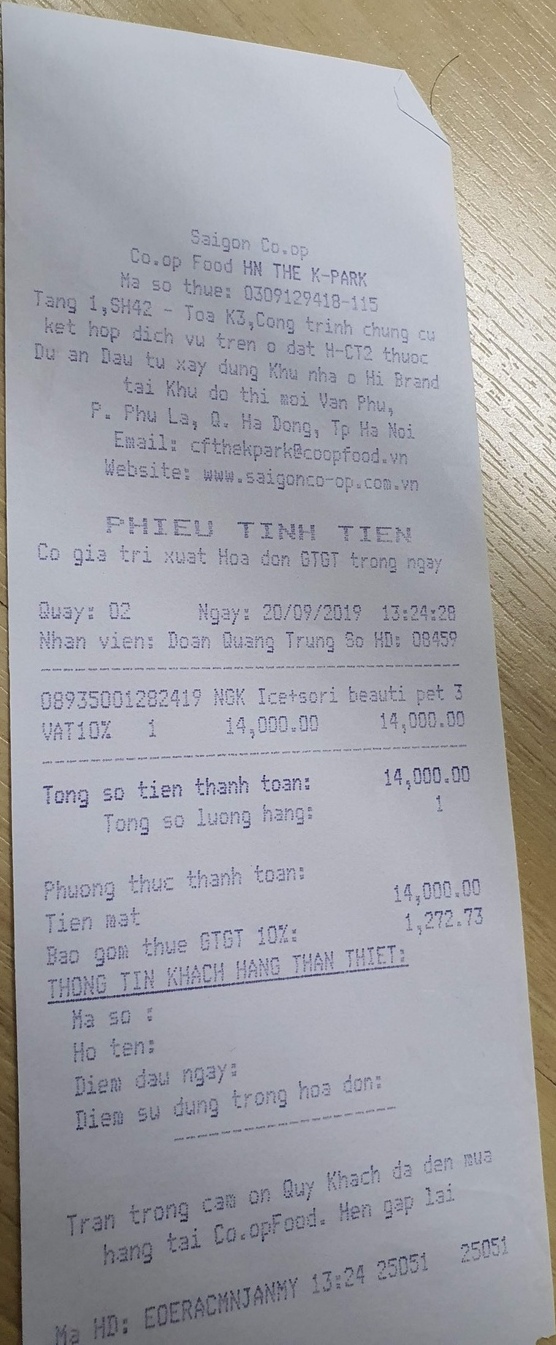 Saigon Co.op
Co.op Food HN THE K-PARK
Ma so thue: 0309129418-115
Tang 1,SH42 - Toa K3,Cong trinh chung cu
ket hop dich vu tren o dat H-CT2 thuoc
Du an Dau tu xay dung Khu nha o Hi Brand
tai Khu do thi moi Van Phu,
P. Phu La, Q. Ha Dong, Tp Ha Noi
Email: cfthekpark@coopfood.vn
Website: www.saigonco-op.com.vn
PHIEU TINH TIEN
Co gia tri xuat Hoa don GTGT trong ngay
Quay: 02 Ngay: 20/09/2019 13:24:28
Nhan vien: Doan Quang Trung So HD: 08459
08935001282419 NGK Ice+sori beauti pet 3
VAT10% 1 14,000.00 14,000.00
Tong so tien thanh toan: 14,000.00
Tong so luong hang: 1
Phuong thuc thanh toan:
Tien mat 14,000.00
Bao gom thue GTGT 10%: 1,272.73
THONG TIN KHACH HANG THAN THIET:
Ma so :
Ho ten:
Diem dau ngay:
Diem su dung trong hoa don:
Tran trong cam on Quy Khach da den mua
hang tai Co.opFood. Hen gap lai
Ma HD: EOERACMNJANMY 13:24 25051 25051